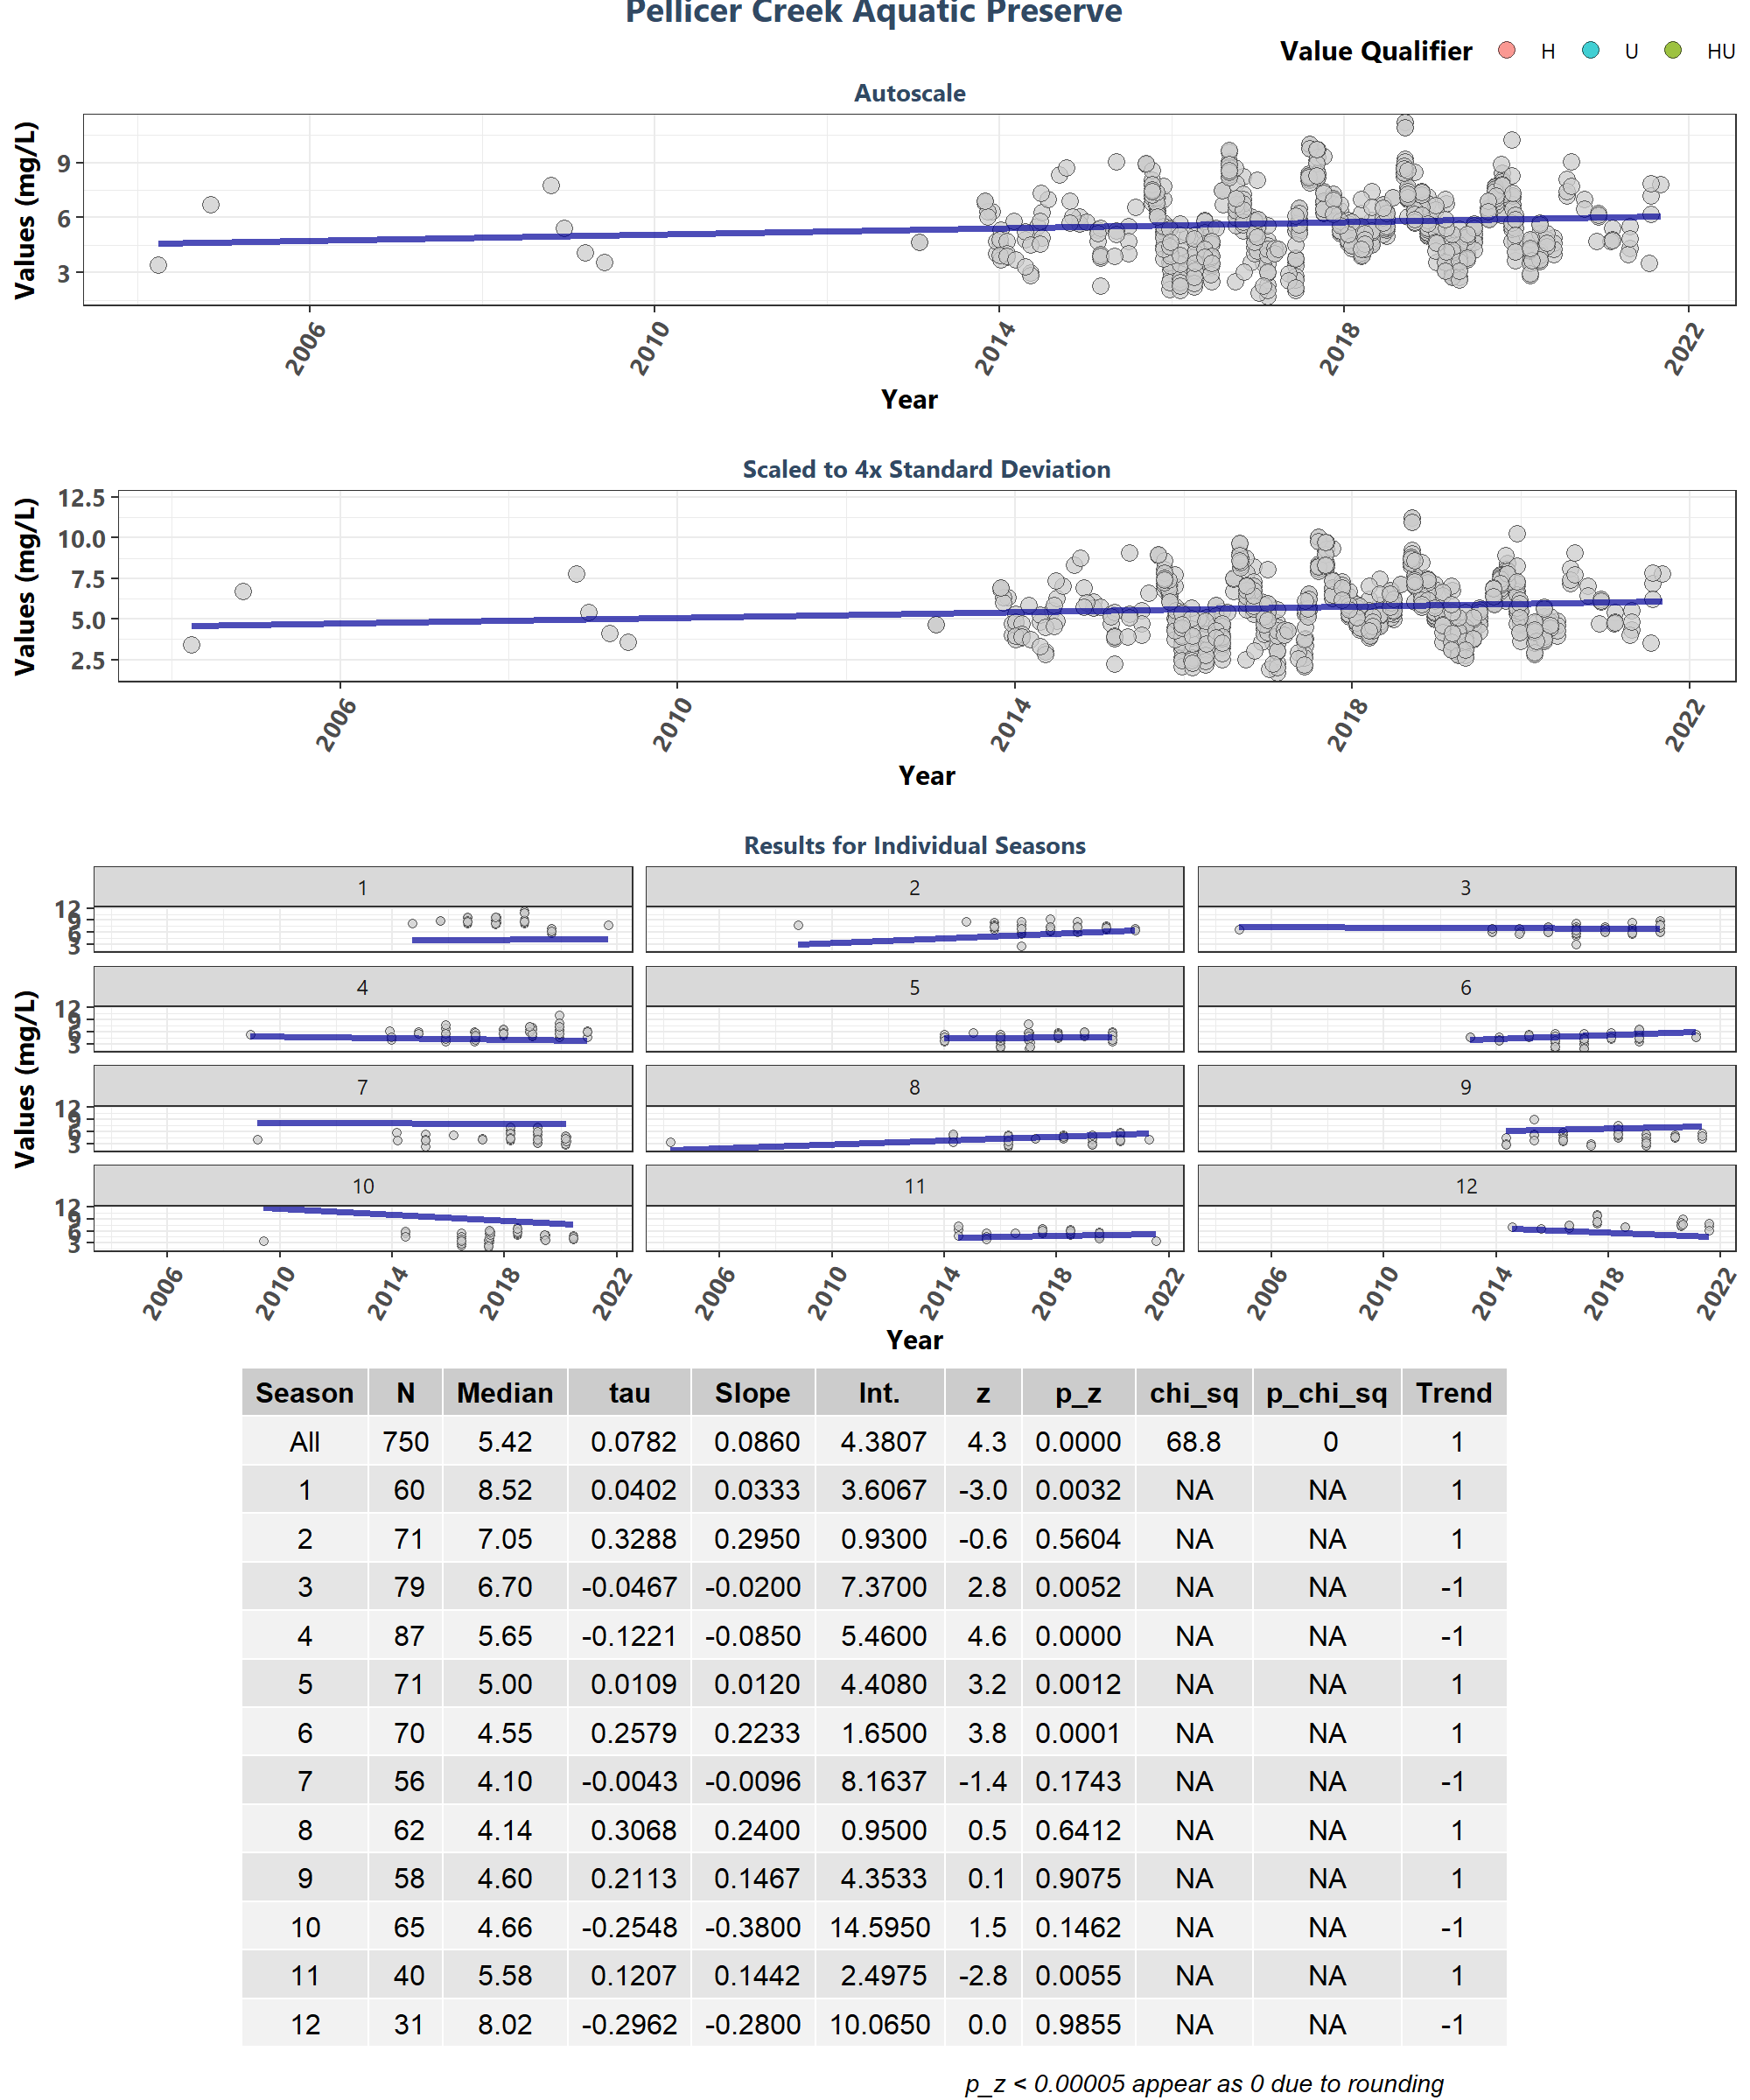 Pellicer Creek Aquatic Preserve
Value Qualifier H U HU
Autoscale
Values (mg/L)
9
6
3
2006 2010 2014 2018 2022
Year
Scaled to 4x Standard Deviation
Values (mg/L)
12.5
10.0
7.5
5.0
2.5
2006 2010 2014 2018 2022
Year
Results for Individual Seasons
Values (mg/L)
1 2 3
12
9
6
3
4 5 6
12
9
6
3
7 8 9
12
9
6
3
10 11 12
12
9
6
3
2006 2010 2014 2018 2022 2006 2010 2014 2018 2022 2006 2010 2014 2018 2022
Year
Season N Median tau Slope Int. z p_z chi_sq p_chi_sq Trend
All 750 5.42 0.0782 0.0860 4.3807 4.3 0.0000 68.8 0 1
1 60 8.52 0.0402 0.0333 3.6067 -3.0 0.0032 NA NA 1
2 71 7.05 0.3288 0.2950 0.9300 -0.6 0.5604 NA NA 1
3 79 6.70 -0.0467 -0.0200 7.3700 2.8 0.0052 NA NA -1
4 87 5.65 -0.1221 -0.0850 5.4600 4.6 0.0000 NA NA -1
5 71 5.00 0.0109 0.0120 4.4080 3.2 0.0012 NA NA 1
6 70 4.55 0.2579 0.2233 1.6500 3.8 0.0001 NA NA 1
7 56 4.10 -0.0043 -0.0096 8.1637 -1.4 0.1743 NA NA -1
8 62 4.14 0.3068 0.2400 0.9500 0.5 0.6412 NA NA 1
9 58 4.60 0.2113 0.1467 4.3533 0.1 0.9075 NA NA 1
10 65 4.66 -0.2548 -0.3800 14.5950 1.5 0.1462 NA NA -1
11 40 5.58 0.1207 0.1442 2.4975 -2.8 0.0055 NA NA 1
12 31 8.02 -0.2962 -0.2800 10.0650 0.0 0.9855 NA NA -1
p_z < 0.00005 appear as 0 due to rounding